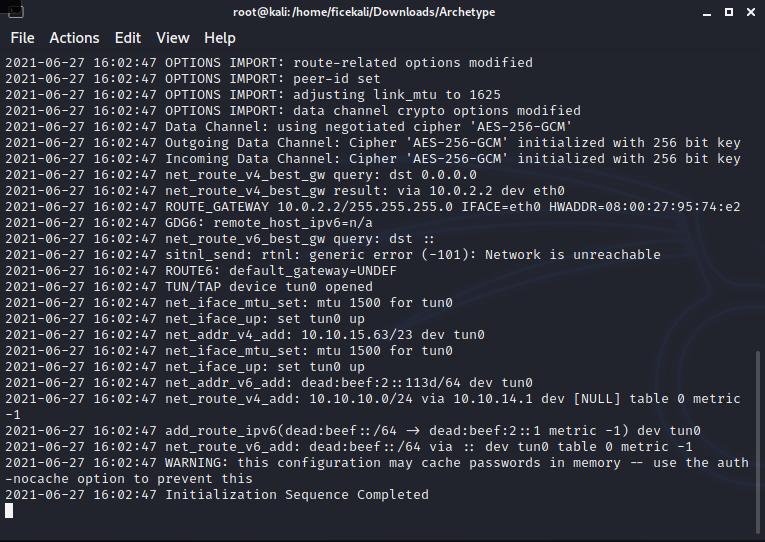 root@kali:/home/ficekali/Downloads/Archetype
File Actions Edit View Help
2021-06-27 16:02:47 OPTIONS IMPORT: route-related options modified
2021-06-27 16:02:47 OPTIONS IMPORT: peer-id set
2021-06-27 16:02:47 OPTIONS IMPORT: adjusting link_mtu to 1625
2021-06-27 16:02:47 OPTIONS IMPORT: data channel crypto options modified
2021-06-27 16:02:47 Data Channel: using negotiated cipher 'AES-256-GCM'
2021-06-27 16:02:47 Outgoing Data Channel: Cipher 'AES-256-GCM' initialized with 256 bit key
2021-06-27 16:02:47 Incoming Data Channel: Cipher 'AES-256-GCM' initialized with 256 bit key
2021-06-27 16:02:47 net_route_v4_best_gw query: dst 0.0.0.0
2021-06-27 16:02:47 net_route_v4_best_gw result: via 10.0.2.2 dev eth0
2021-06-27 16:02:47 ROUTE_GATEWAY 10.0.2.2/255.255.255.0 IFACE=eth0 HWADDR=08:00:27:95:74:e2
2021-06-27 16:02:47 GDG6: remote_host_ipv6=n/a
2021-06-27 16:02:47 net_route_v6_best_gw query: dst ::
2021-06-27 16:02:47 sitnl_send: rtnl: generic error (-101): Network is unreachable
2021-06-27 16:02:47 ROUTE6: default_gateway=UNDEF
2021-06-27 16:02:47 TUN/TAP device tun0 opened
2021-06-27 16:02:47 net_iface_mtu_set: mtu 1500 for tun0
2021-06-27 16:02:47 net_iface_up: set tun0 up
2021-06-27 16:02:47 net_addr_v4_add: 10.10.15.63/23 dev tun0
2021-06-27 16:02:47 net_iface_mtu_set: mtu 1500 for tun0
2021-06-27 16:02:47 net_iface_up: set tun0 up
2021-06-27 16:02:47 net_addr_v6_add: dead:beef:2::113d/64 dev tun0
2021-06-27 16:02:47 net_route_v4_add: 10.10.10.0/24 via 10.10.14.1 dev [NULL] table 0 metric
-1
2021-06-27 16:02:47 add_route_ipv6(dead:beef::/64 -> dead:beef:2::1 metric -1) dev tun0
2021-06-27 16:02:47 net_route_v6_add: dead:beef::/64 via :: dev tun0 table 0 metric -1
2021-06-27 16:02:47 WARNING: this configuration may cache passwords in memory -- use the auth
-nocache option to prevent this
2021-06-27 16:02:47 Initialization Sequence Completed